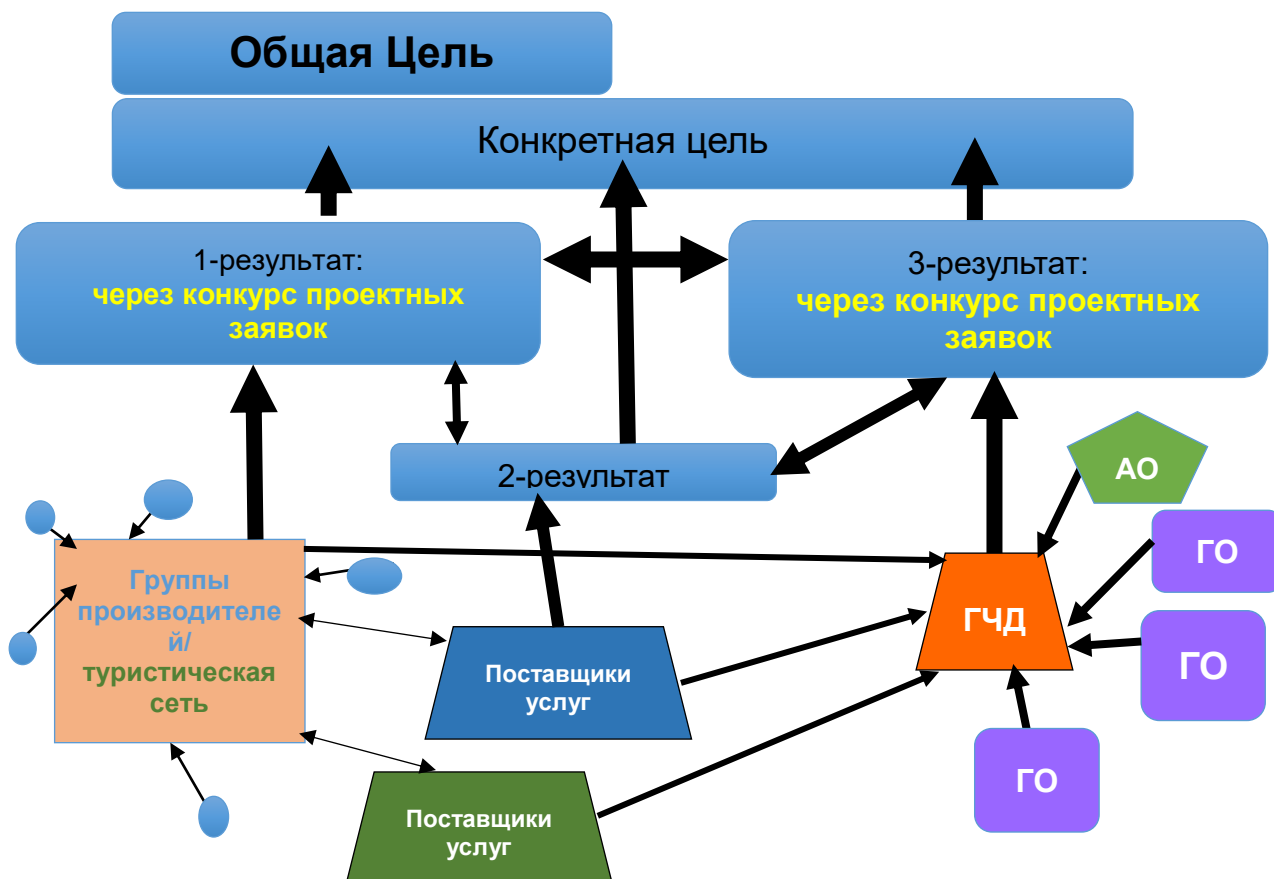 Общая Цель
Конкретная цель
1-результат:
через конкурс проектных
заявок
3-результат:
через конкурс проектных
заявок
2-результат
АО
ГО
Группы
производителе
й/
туристическая
сеть
ГЧД
ГО
Поставщики
услуг
ГО
Поставщики
услуг